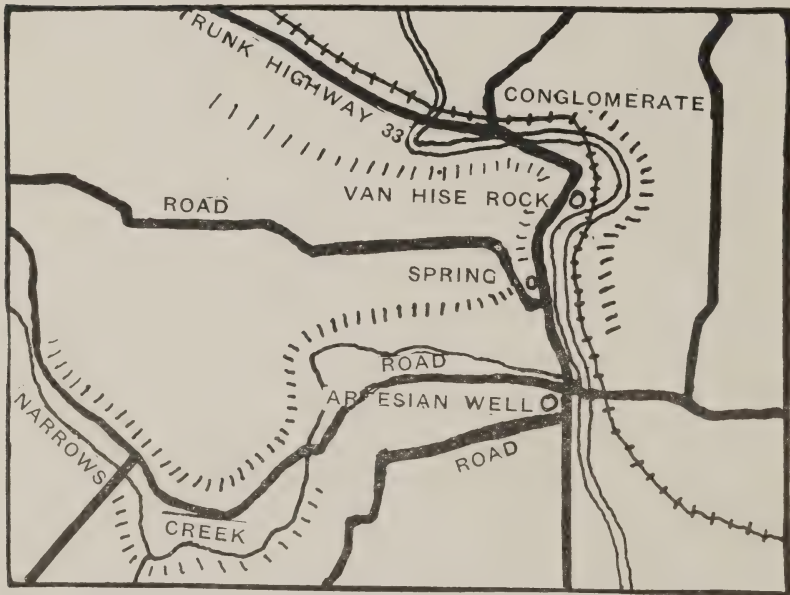 TRUNK HIGHWAY 33
CONGLOMERATE
VAN HISE ROCK
ROAD
SPRING
ROAD
ARTESIAN WELL
NARROWS
ROAD
CREEK